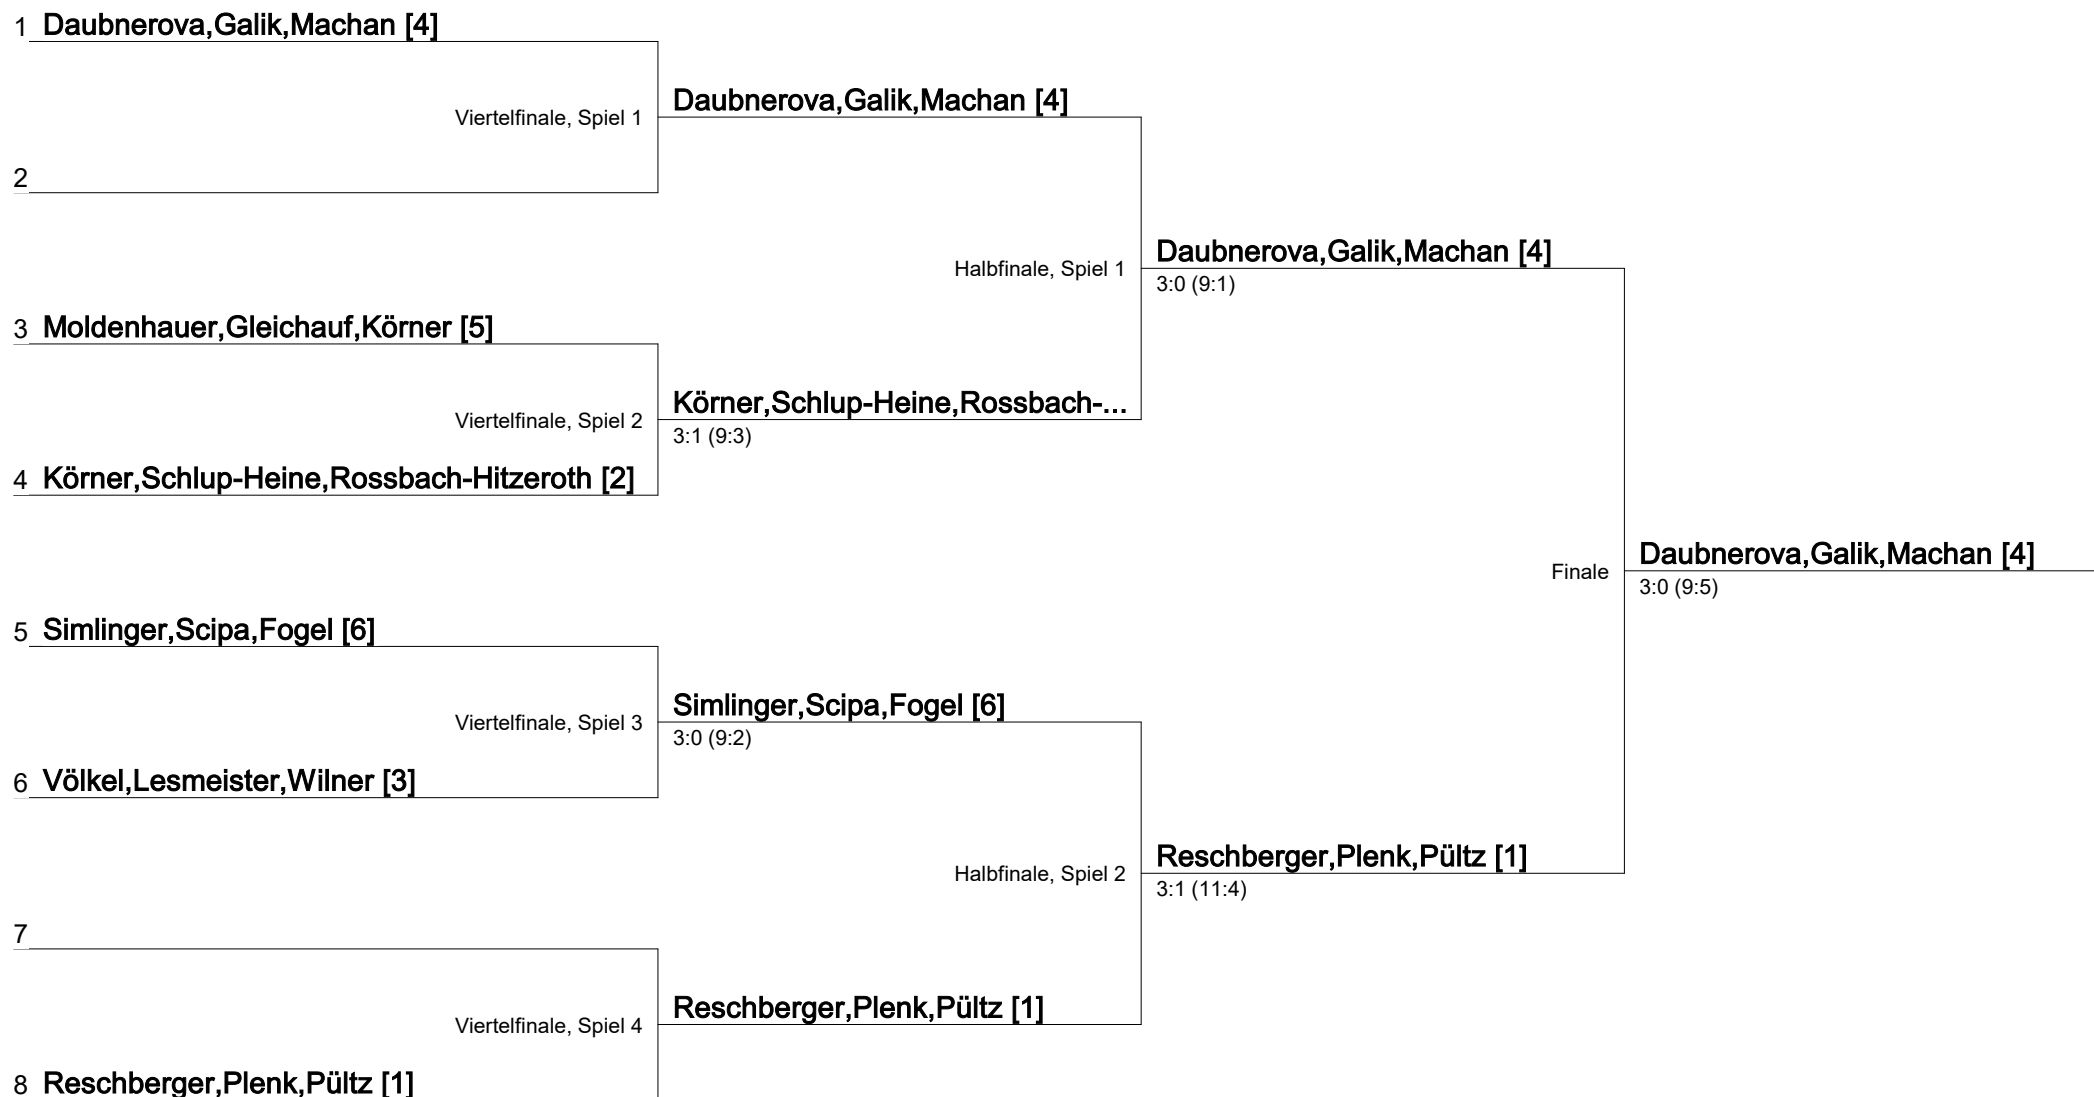 1 Daubnerova,Galik,Machan [4]
Daubnerova,Galik,Machan [4]
Viertelfinale, Spiel 1
2
Daubnerova,Galik,Machan [4]
Halbfinale, Spiel 1
3:0 (9:1)
3 Moldenhauer,Gleichauf,Körner [5]
Körner,Schlup-Heine,Rossbach-...
Viertelfinale, Spiel 2
3:1 (9:3)
4 Körner,Schlup-Heine,Rossbach-Hitzeroth [2]
Daubnerova,Galik,Machan [4]
Finale
3:0 (9:5)
5 Simlinger,Scipa,Fogel [6]
Simlinger,Scipa,Fogel [6]
Viertelfinale, Spiel 3
3:0 (9:2)
6 Völkel,Lesmeister,Wilner [3]
Reschberger,Plenk,Pültz [1]
Halbfinale, Spiel 2
3:1 (11:4)
7
Reschberger,Plenk,Pültz [1]
Viertelfinale, Spiel 4
8 Reschberger,Plenk,Pültz [1]